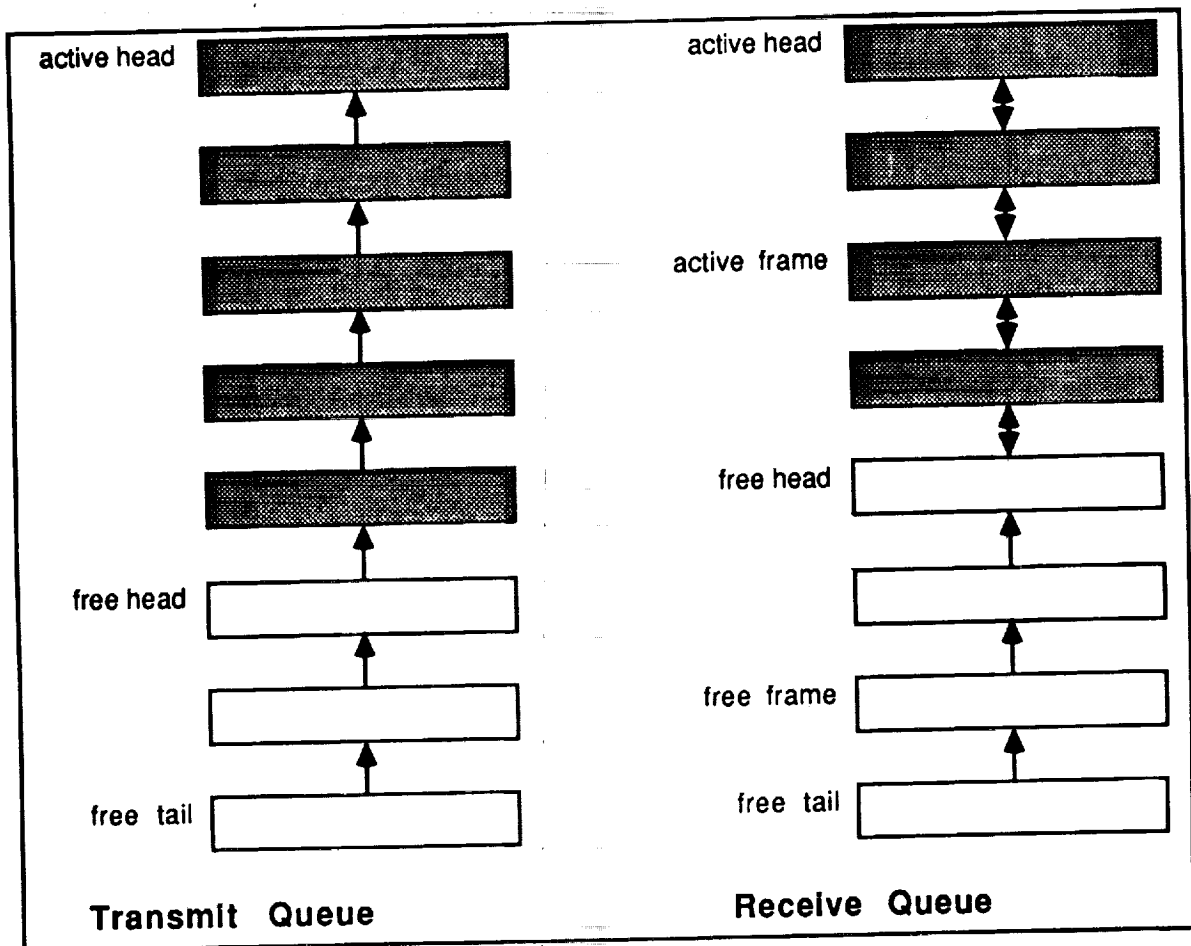 active head
free head
free tail
Transmit Queue
active head
active frame
free head
free frame
free tail
Receive Queue